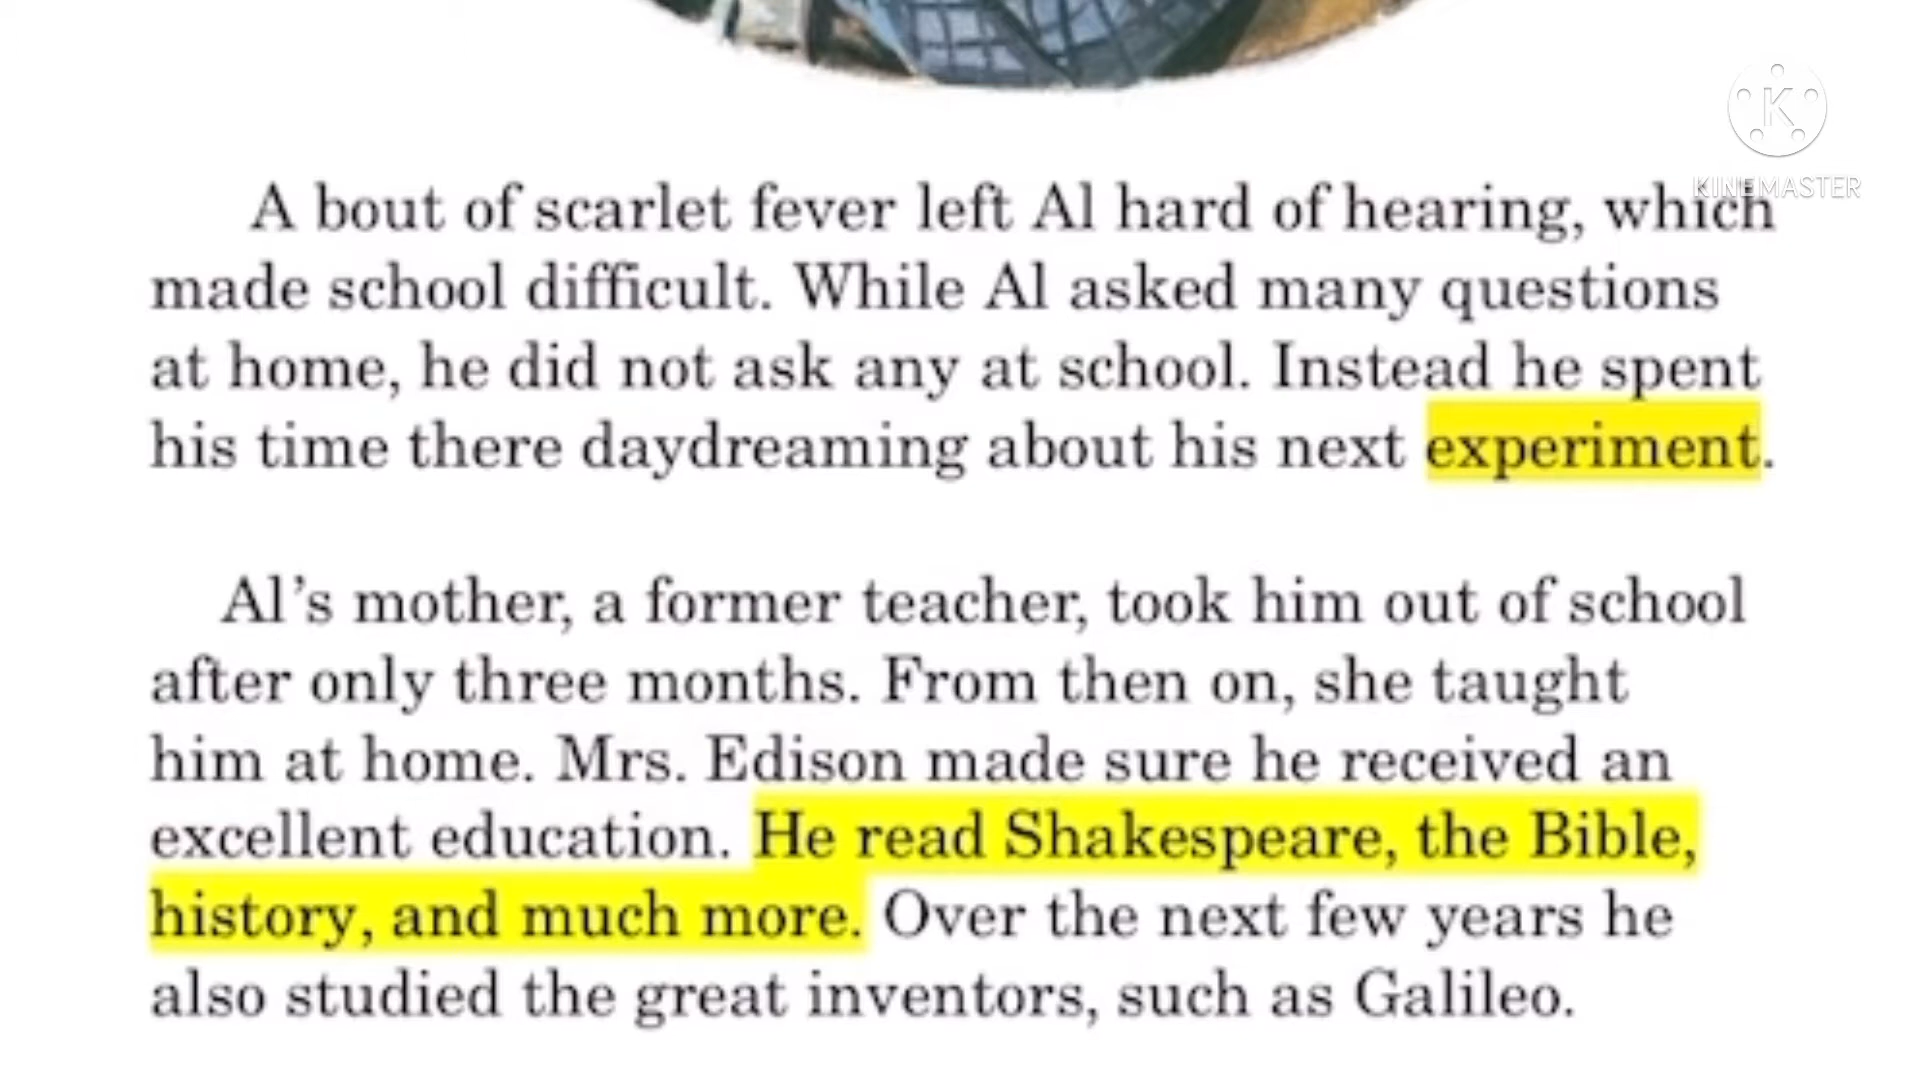 K
KINEMASTER
A bout of scarlet fever left Al hard of hearing, which
made school difficult. While Al asked many questions
at home, he did not ask any at school. Instead he spent
his time there daydreaming about his next experiment.
Al’s mother, a former teacher, took him out of school
after only three months. From then on, she taught
him at home. Mrs. Edison made sure he received an
excellent education. He read Shakespeare, the Bible,
history, and much more. Over the next few years he
also studied the great inventors, such as Galileo.